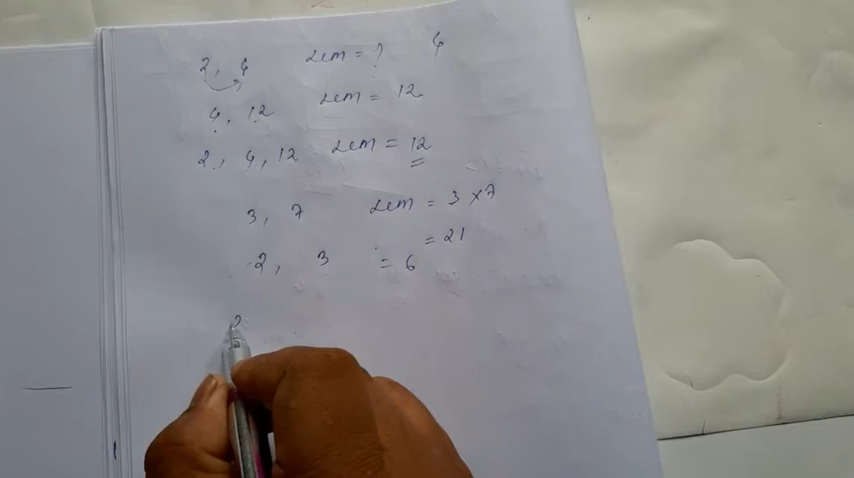 2, 4 Lcm = ? 4
4, 12 Lcm = 12
2, 4, 12 Lcm = 12
3, 7 Lcm = 3 × 7
= 21
2, 3 = 6
2